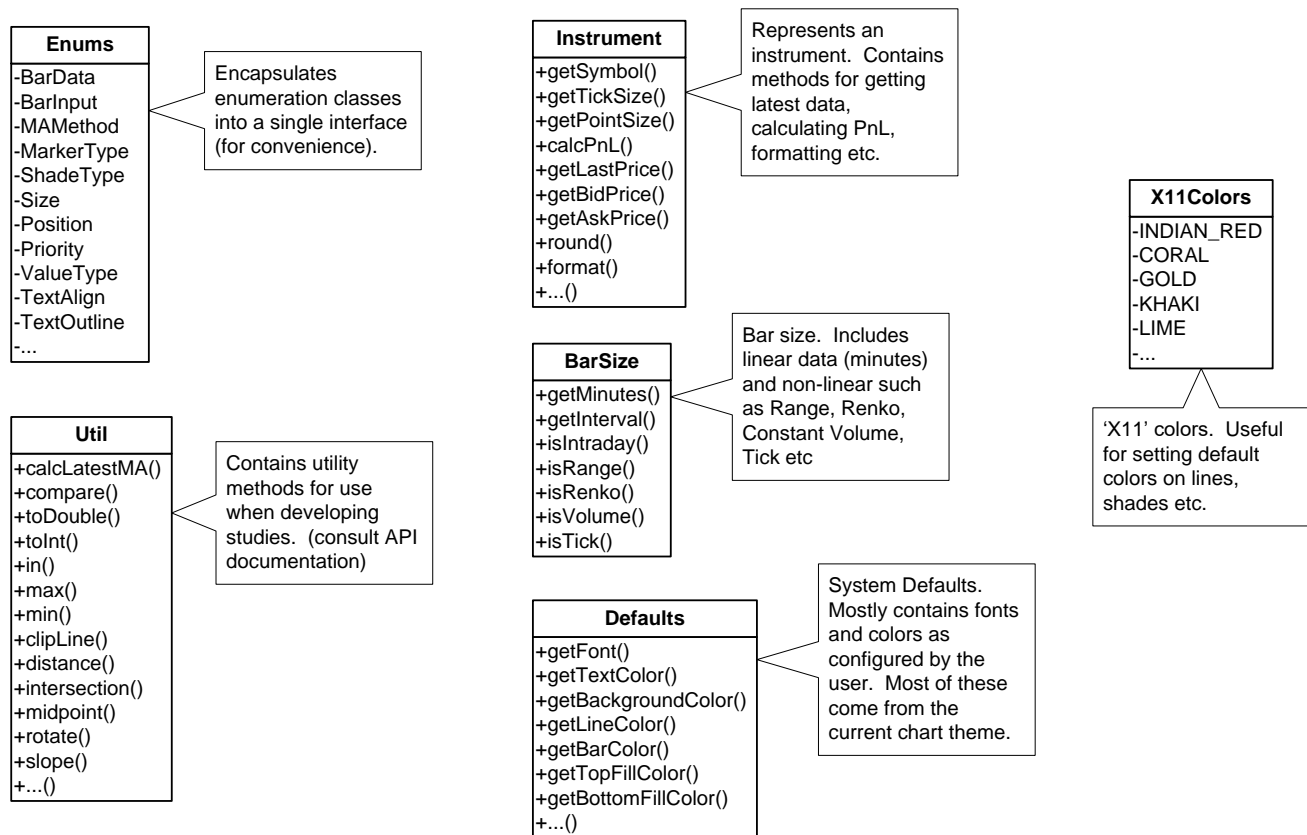 Enums
-BarData
-BarInput
-MAMethod
-MarkerType
-ShadeType
-Size
-Position
-Priority
-ValueType
-TextAlign
-TextOutline
-...
Encapsulates
enumeration classes
into a single interface
(for convenience).
Util
+calcLatestMA()
+compare()
+toDouble()
+toInt()
+in()
+max()
+min()
+clipLine()
+distance()
+intersection()
+midpoint()
+rotate()
+slope()
+...()
Contains utility
methods for use
when developing
studies.  (consult API
documentation)
Instrument
+getSymbol()
+getTickSize()
+getPointSize()
+calcPnL()
+getLastPrice()
+getBidPrice()
+getAskPrice()
+round()
+format()
+...()
Represents an
instrument.  Contains
methods for getting
latest data,
calculating PnL,
formatting etc.
BarSize
+getMinutes()
+getInterval()
+isIntraday()
+isRange()
+isRenko()
+isVolume()
+isTick()
Bar size.  Includes
linear data (minutes)
and non-linear such
as Range, Renko,
Constant Volume,
Tick etc
Defaults
+getFont()
+getTextColor()
+getBackgroundColor()
+getLineColor()
+getBarColor()
+getTopFillColor()
+getBottomFillColor()
+...()
System Defaults.
Mostly contains fonts
and colors as
configured by the
user.  Most of these
come from the
current chart theme.
X11Colors
-INDIAN_RED
-CORAL
-GOLD
-KHAKI
-LIME
-...
‘X11’ colors.  Useful
for setting default
colors on lines,
shades etc.